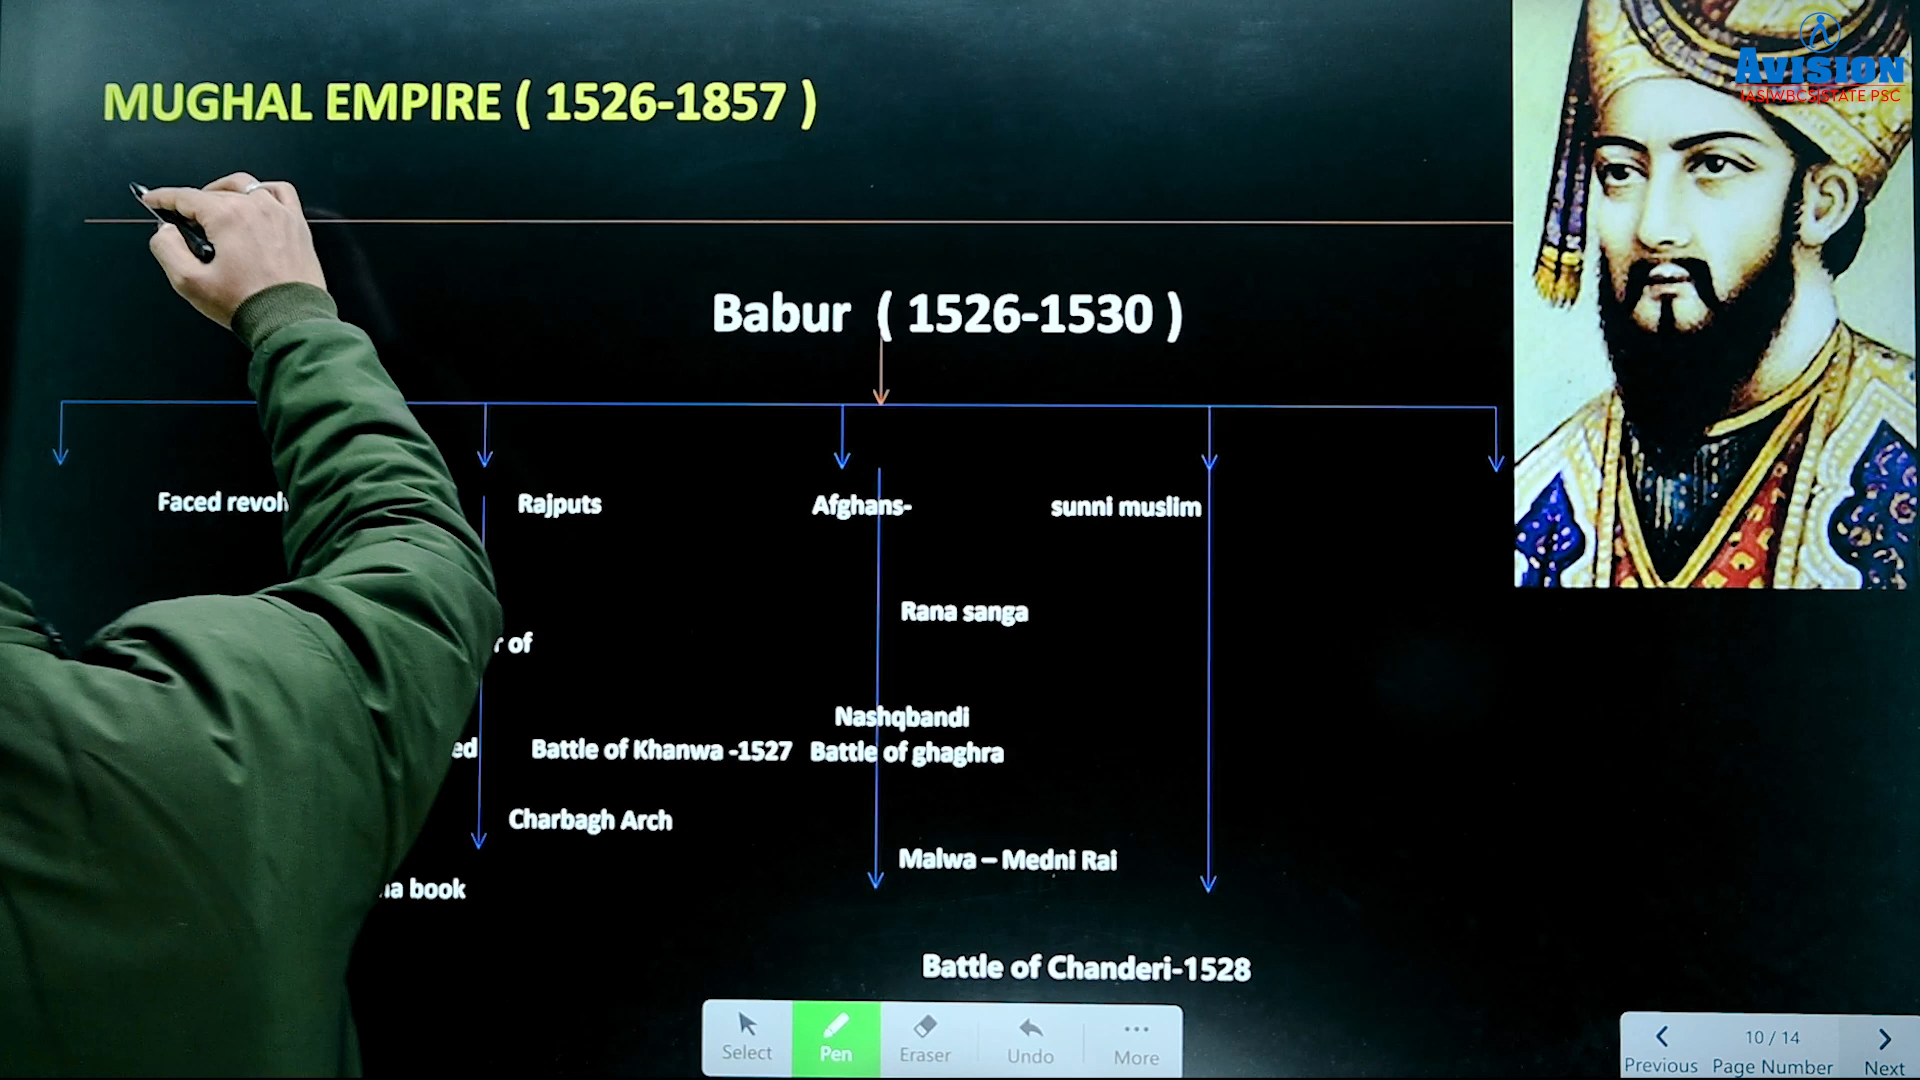 AVISION
IAS|WBCS|STATE PSC
MUGHAL EMPIRE ( 1526-1857 )
Babur ( 1526-1530 )
Faced Rajputs Afghans- sunni muslim
Rana sanga
of
Nashqbandi
Battle of Khanwa -1527 Battle of ghaghra
Charbagh Arch
Malwa – Medni Rai
book
Battle of Chanderi-1528
Select Pen Eraser Undo More
10 / 14
Previous Page Number Next